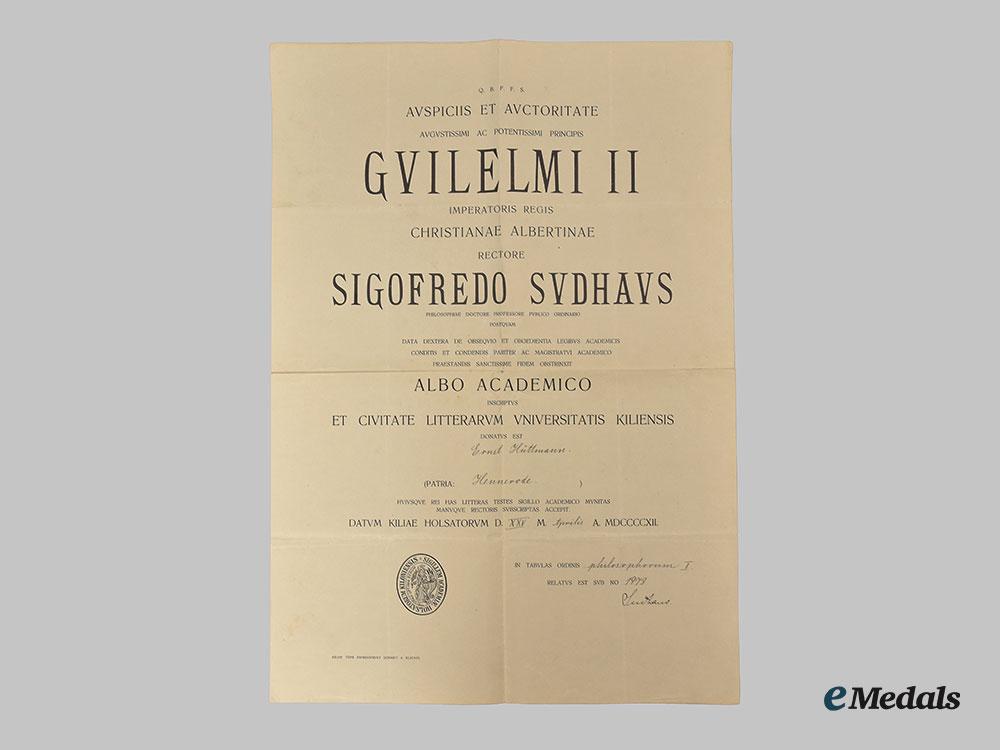 Q. B. F. F. S.
AVSPICIIS ET AVCTORITATE
AVGVSTISSIMI AC POTENTISSIMI PRINCIPIS
GVILELMI II
IMPERATORIS REGIS
CHRISTIANAE ALBERTINAE
RECTORE
SIGOFREDO SVDHAVS
PHILOSOPHIAE DOCTORE PROFESSORE PVBLICO ORDINARIO
POSTQVAM
DATA DEXTERA DE OBSEQVIO ET OBOEDIENTIA LEGIBVS ACADEMICIS
CONDITIS ET CONDENDIS PARITER AC MAGISTRATVI ACADEMICO
PRAESTANDIS SANCTISSIME FIDEM OBSTRINXIT
ALBO ACADEMICO
INSCRIPTVS
ET CIVITATE LITTERARVM VNIVERSITATIS KILIENSIS
DONATVS EST
Ernst Hüttmann.
(PATRIA: Hennerode. )
HVIVSQVE REI HAS LITTERAS TESTES SIGILLO ACADEMICO MVNITAS
MANVQVE RECTORIS SVBSCRIPTAS ACCEPIT.
DATVM KILIAE HOLSATORVM D. XXV M. Aprilis A. MDCCCCXII.
IN TABVLAS ORDINIS philosophorum I
RELATVS EST SVB NO 1979
Sudhaus
eMedals